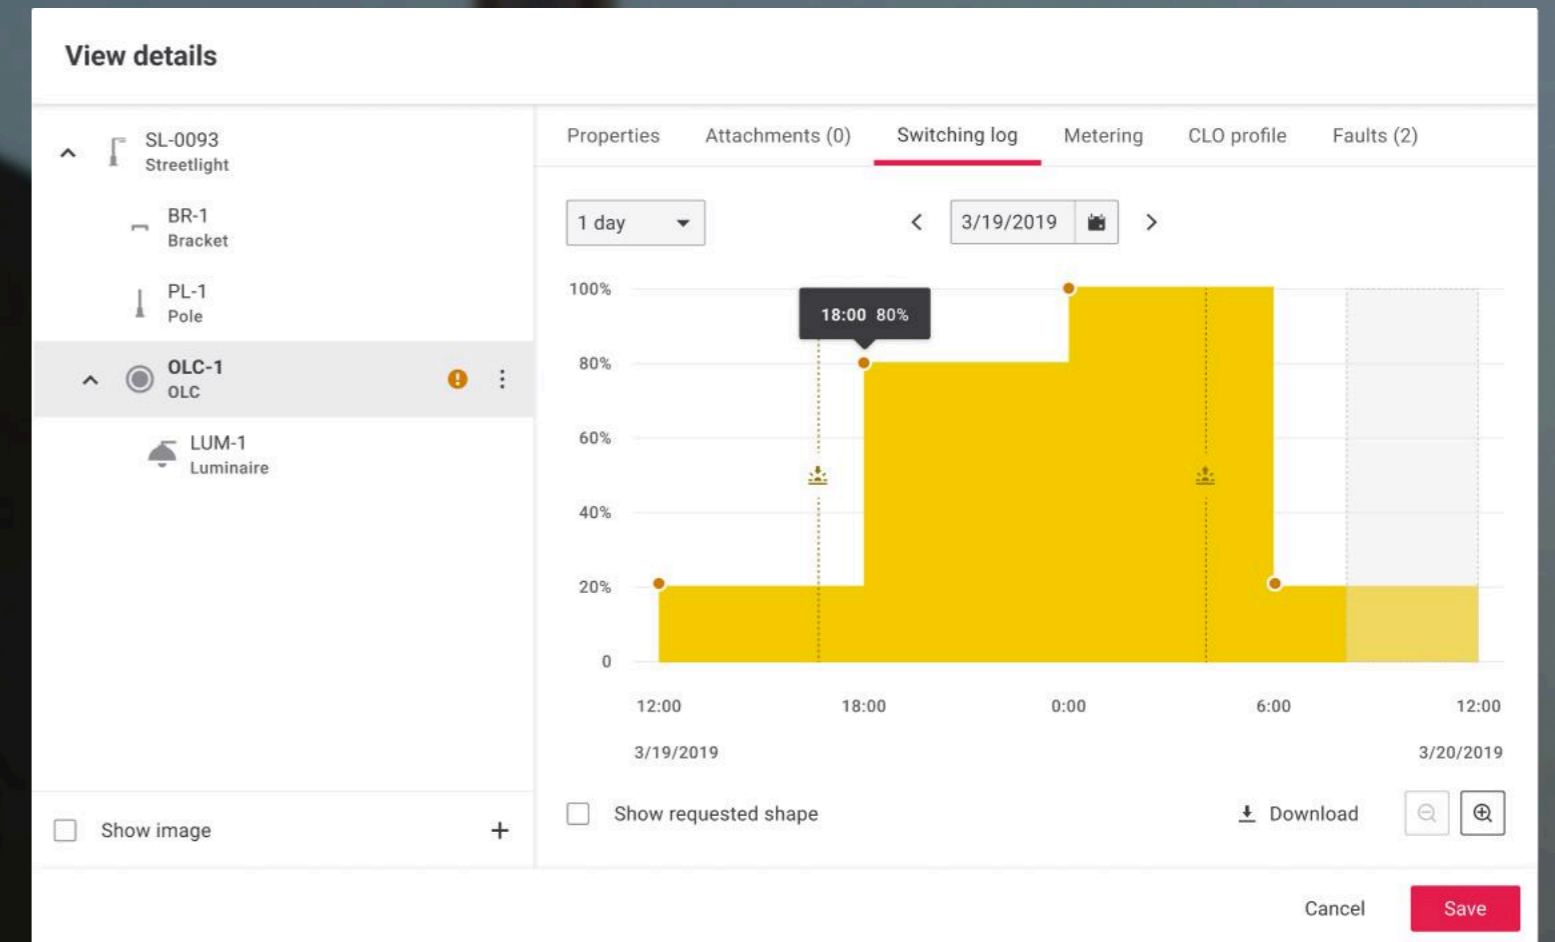 View details
SL-0093
Streetlight
BR-1
Bracket
PL-1
Pole
OLC-1
OLC
LUM-1
Luminaire
Show image
Properties Attachments (0) Switching log Metering CLO profile Faults (2)
1 day
3/19/2019
100%
18:00 80%
80%
60%
40%
20%
0
12:00 18:00 0:00 6:00 12:00
3/19/2019 3/20/2019
Show requested shape Download
Cancel Save